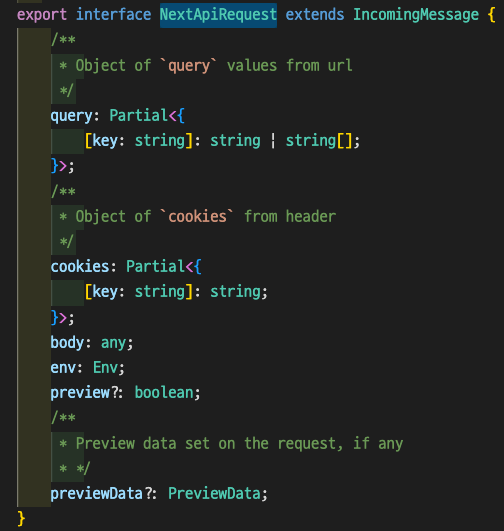 export interface NextApiRequest extends IncomingMessage {
    /**
     * Object of `query` values from url
     */
    query: Partial<{
        [key: string]: string | string[];
    }>;
    /**
     * Object of `cookies` from header
     */
    cookies: Partial<{
        [key: string]: string;
    }>;
    body: any;
    env: Env;
    preview?: boolean;
    /**
     * Preview data set on the request, if any
     * */
    previewData?: PreviewData;
}